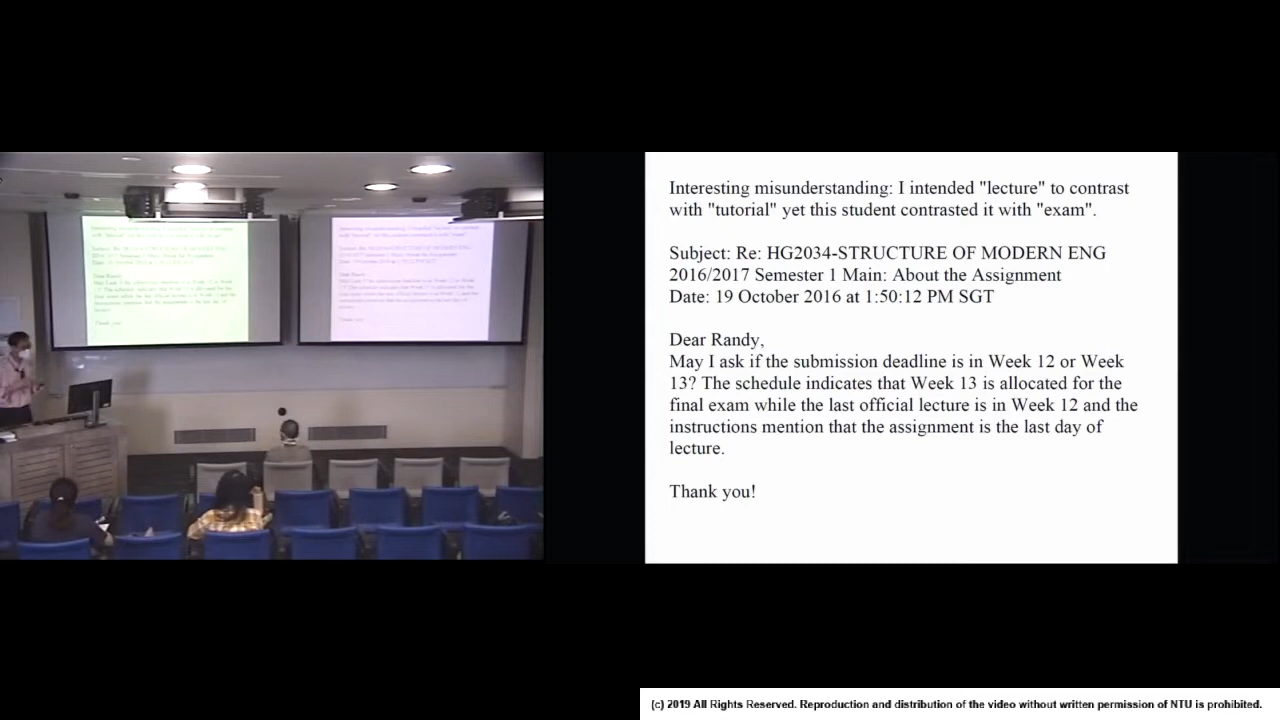 Interesting misunderstanding: I intended "lecture" to contrast
with "tutorial" yet this student contrasted it with "exam".
Subject: Re: HG2034-STRUCTURE OF MODERN ENG
2016/2017 Semester 1 Main: About the Assignment
Date: 19 October 2016 at 1:50:12 PM SGT
Dear Randy,
May I ask if the submission deadline is in Week 12 or Week
13? The schedule indicates that Week 13 is allocated for the
final exam while the last official lecture is in Week 12 and the
instructions mention that the assignment is the last day of
lecture.
Thank you!
(c) 2019 All Rights Reserved. Reproduction and distribution of the video without written permission of NTU is prohibited.